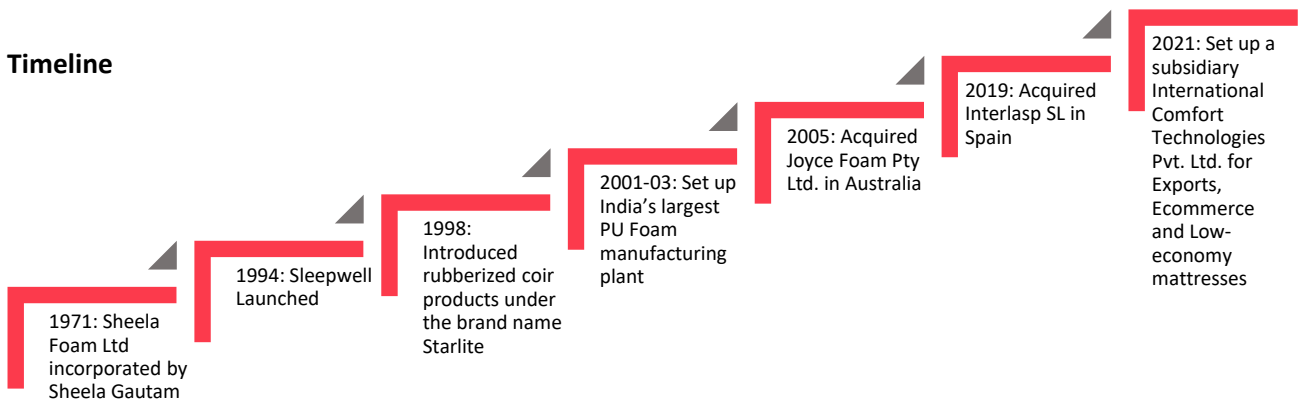 Timeline
1971: Sheela
Foam Ltd
incorporated by
Sheela Gautam
1994: Sleepwell
Launched
1998:
Introduced
rubberized coir
products under
the brand name
Starlite
2001-03: Set up
India’s largest
PU Foam
manufacturing
plant
2005: Acquired
Joyce Foam Pty
Ltd. in Australia
2019: Acquired
Interlasp SL in
Spain
2021: Set up a
subsidiary
International
Comfort
Technologies
Pvt. Ltd. for
Exports,
Ecommerce
and Low-
economy
mattresses